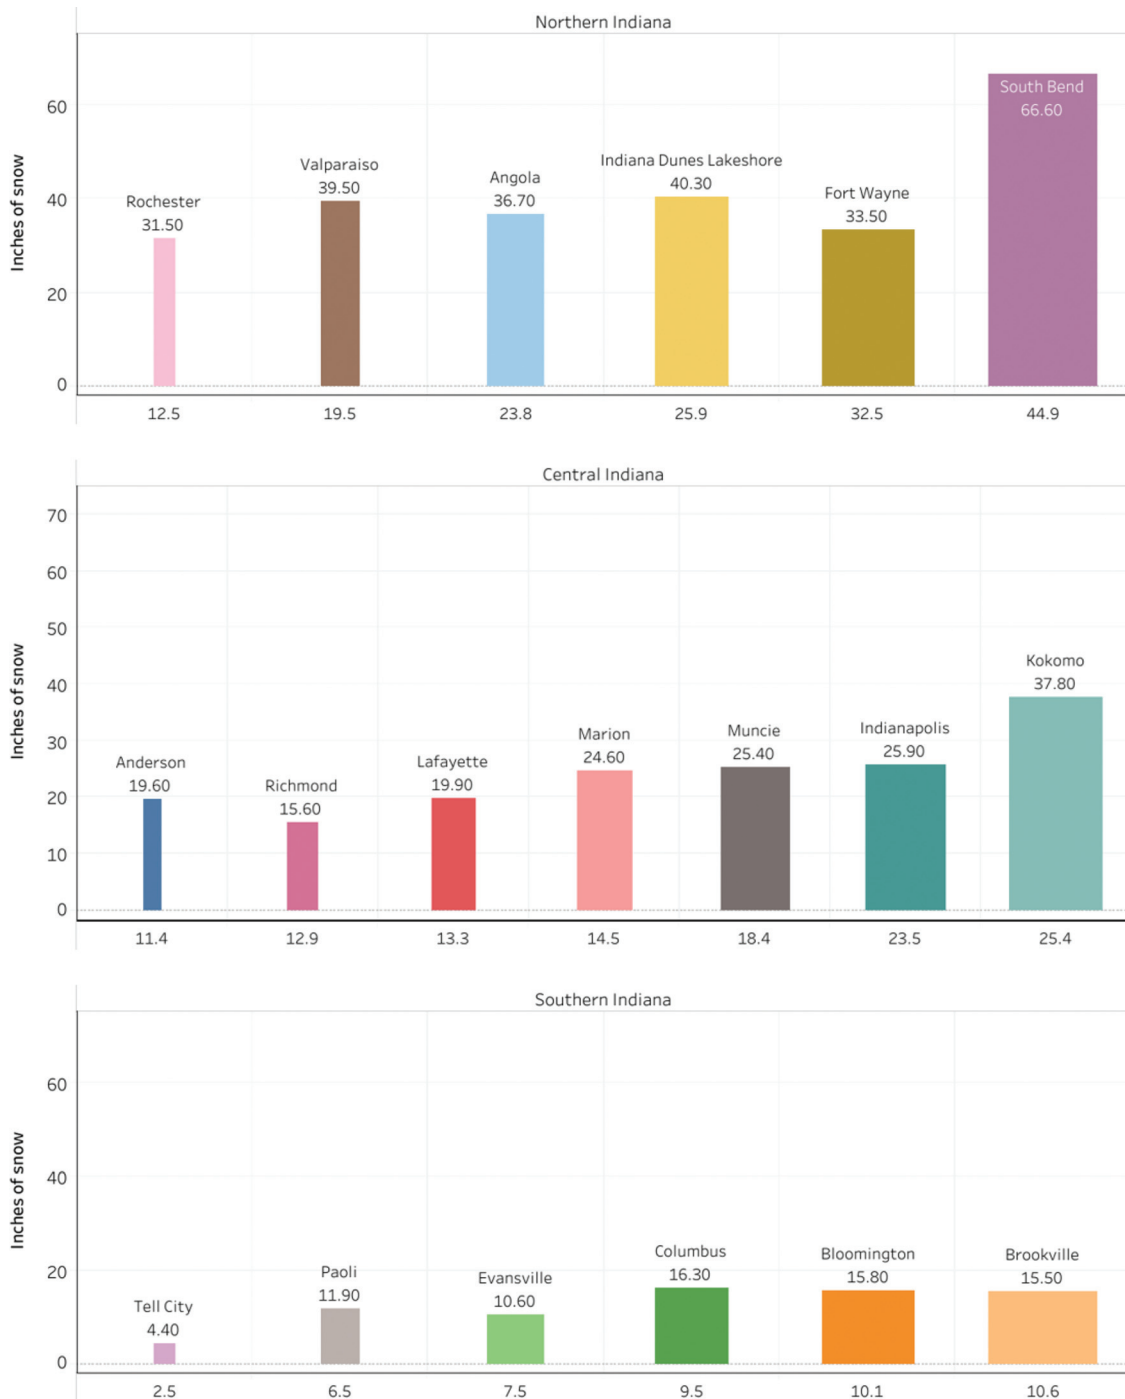 Northern Indiana
Inches of snow
60
40
20
0
Rochester
31.50
Valparaiso
39.50
Angola
36.70
Indiana Dunes Lakeshore
40.30
Fort Wayne
33.50
South Bend
66.60
12.5 19.5 23.8 25.9 32.5 44.9
Central Indiana
Inches of snow
70
60
50
40
30
20
10
0
Anderson
19.60
Richmond
15.60
Lafayette
19.90
Marion
24.60
Muncie
25.40
Indianapolis
25.90
Kokomo
37.80
11.4 12.9 13.3 14.5 18.4 23.5 25.4
Southern Indiana
Inches of snow
60
40
20
0
Tell City
4.40
Paoli
11.90
Evansville
10.60
Columbus
16.30
Bloomington
15.80
Brookville
15.50
2.5 6.5 7.5 9.5 10.1 10.6